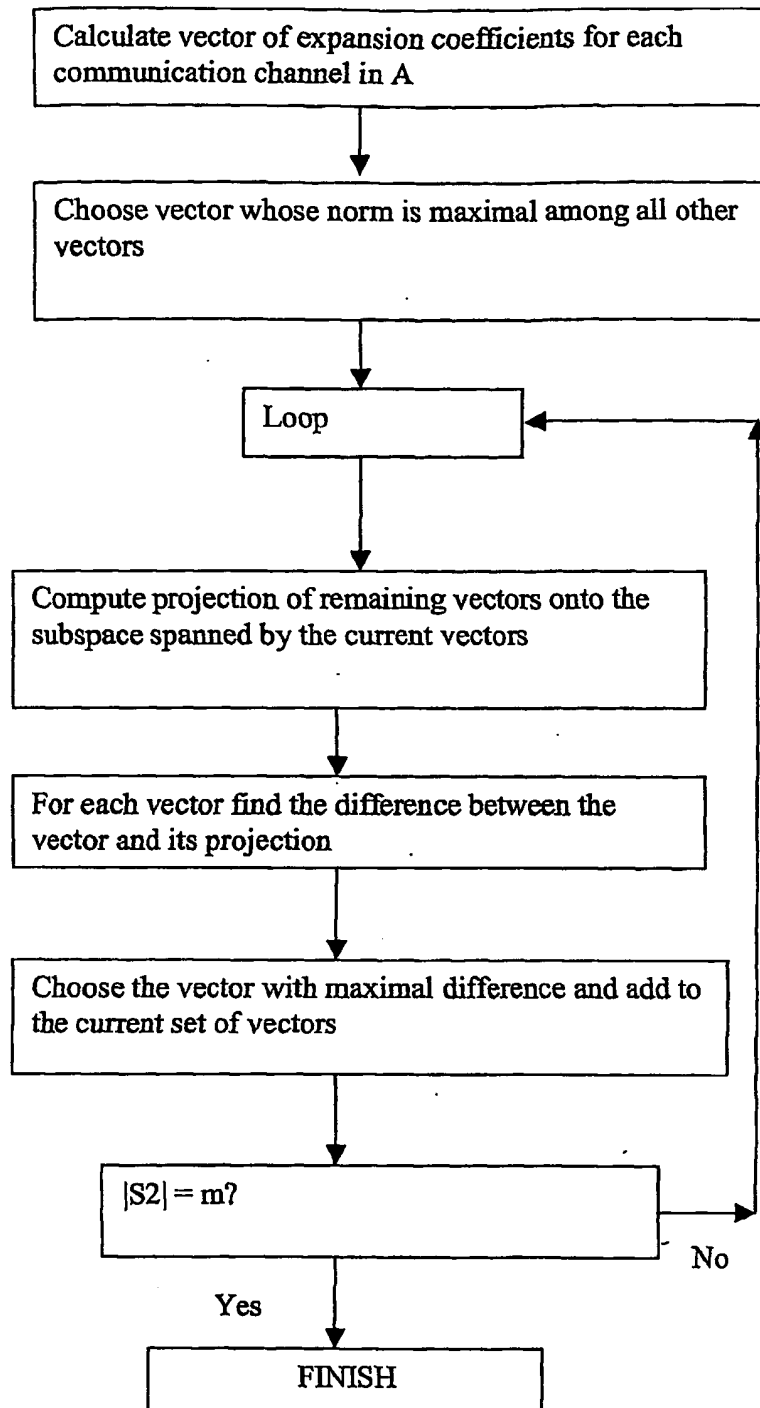 Calculate vector of expansion coefficients for each
communication channel in A
Choose vector whose norm is maximal among all other
vectors
Loop
Compute projection of remaining vectors onto the
subspace spanned by the current vectors
For each vector find the difference between the
vector and its projection
Choose the vector with maximal difference and add to
the current set of vectors
|S2| = m?
No
Yes
FINISH